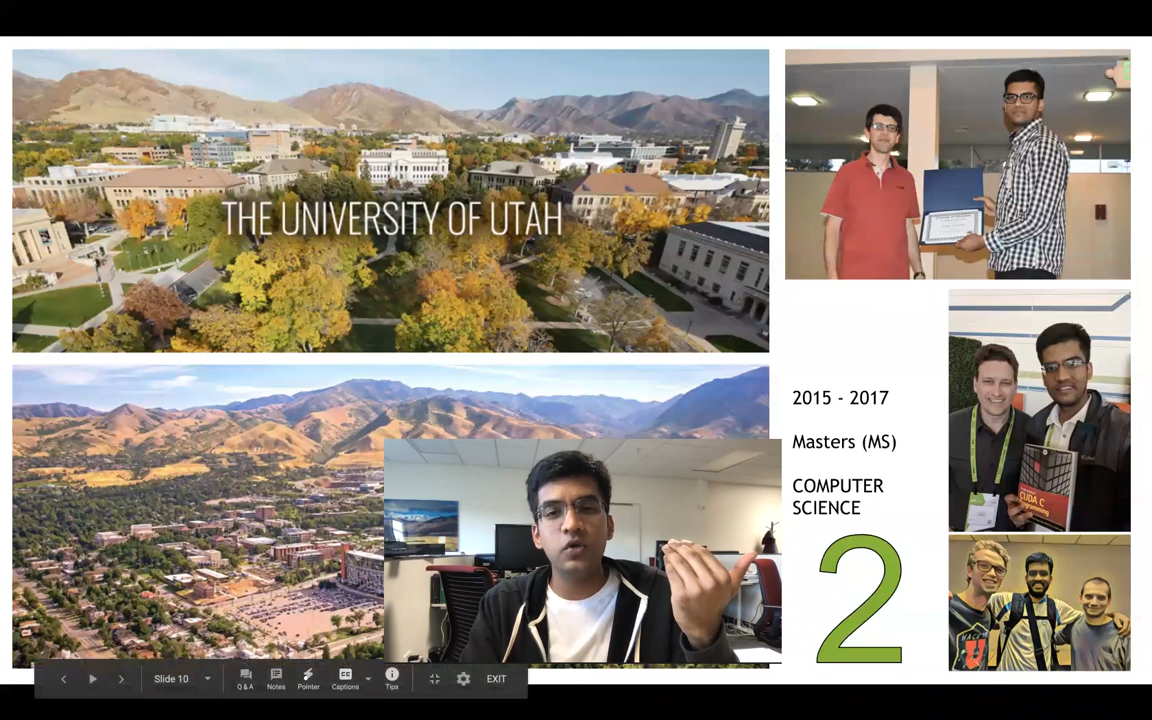 THE UNIVERSITY OF UTAH
2015 - 2017
Masters (MS)
COMPUTER
SCIENCE
2
CUDA C
Programming
U
Slide 10
Q & A
Notes
Pointer
Captions
Tips
EXIT